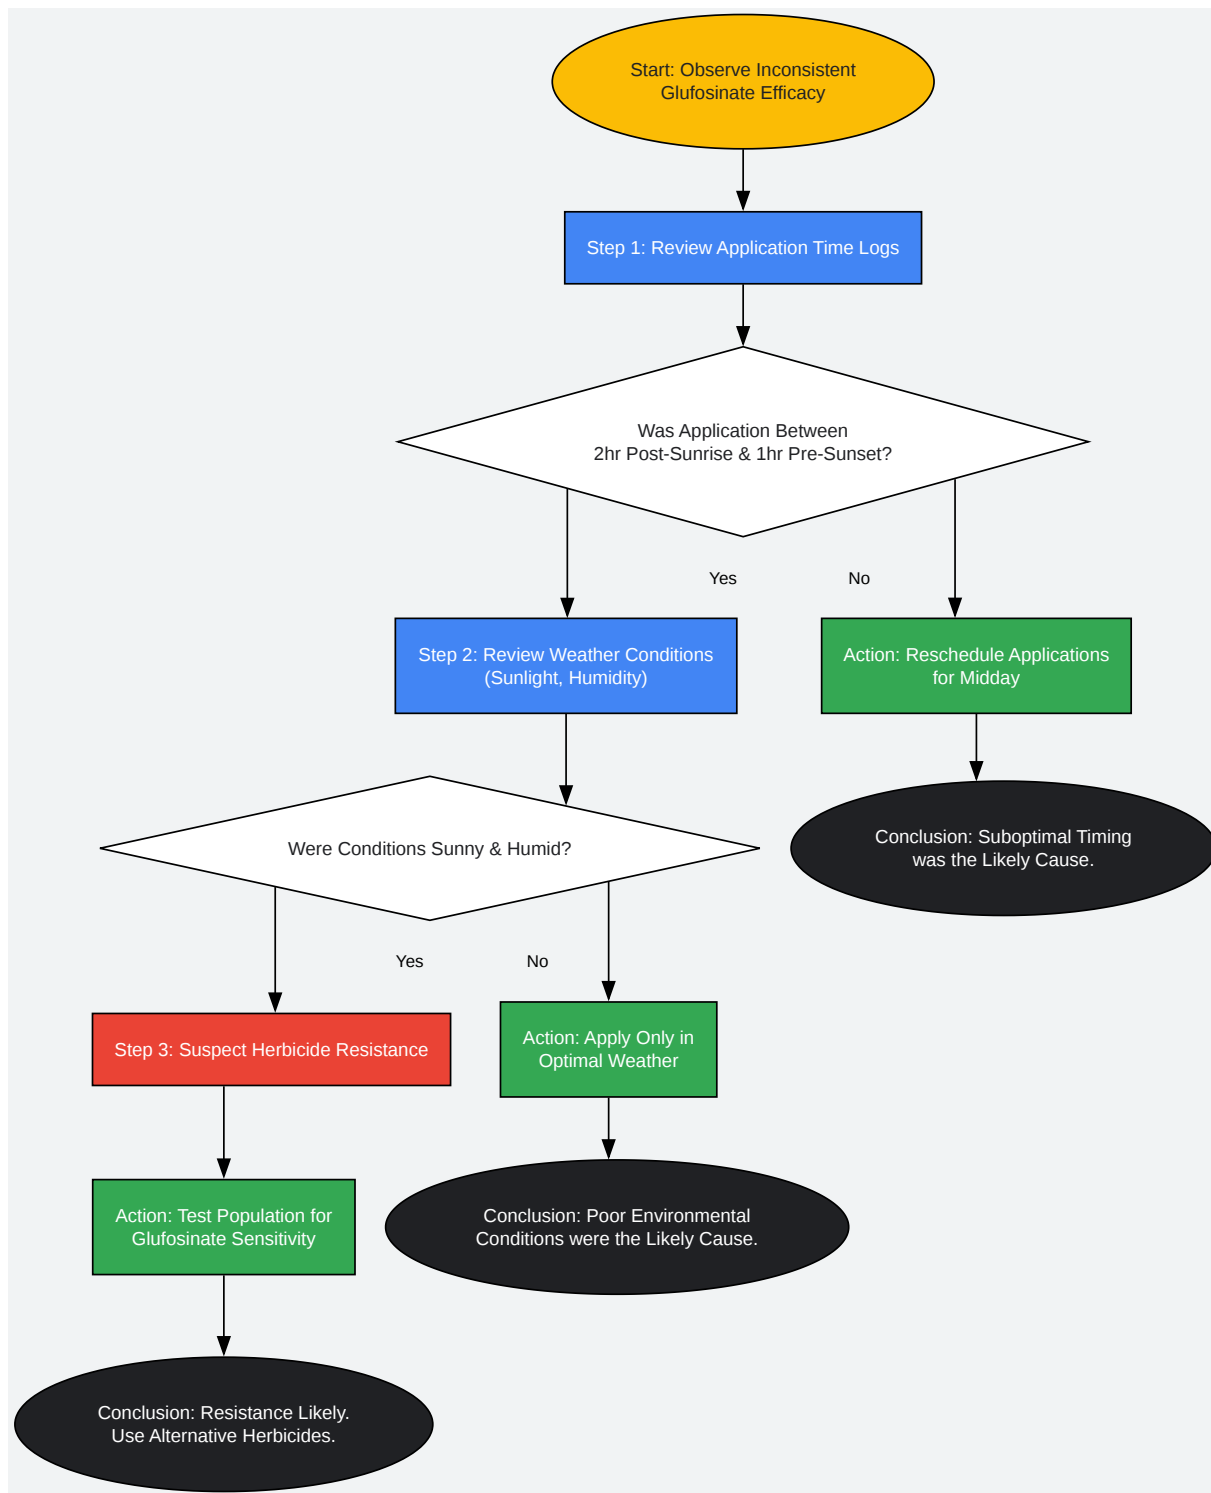 Start: Observe Inconsistent
Glufosinate Efficacy
Step 1: Review Application Time Logs
Was Application Between
2hr Post-Sunrise & 1hr Pre-Sunset?
Yes
No
Step 2: Review Weather Conditions
(Sunlight, Humidity)
Action: Reschedule Applications
for Midday
Were Conditions Sunny & Humid?
Conclusion: Suboptimal Timing
was the Likely Cause.
Yes
No
Step 3: Suspect Herbicide Resistance
Action: Apply Only in
Optimal Weather
Action: Test Population for
Glufosinate Sensitivity
Conclusion: Poor Environmental
Conditions were the Likely Cause.
Conclusion: Resistance Likely.
Use Alternative Herbicides.